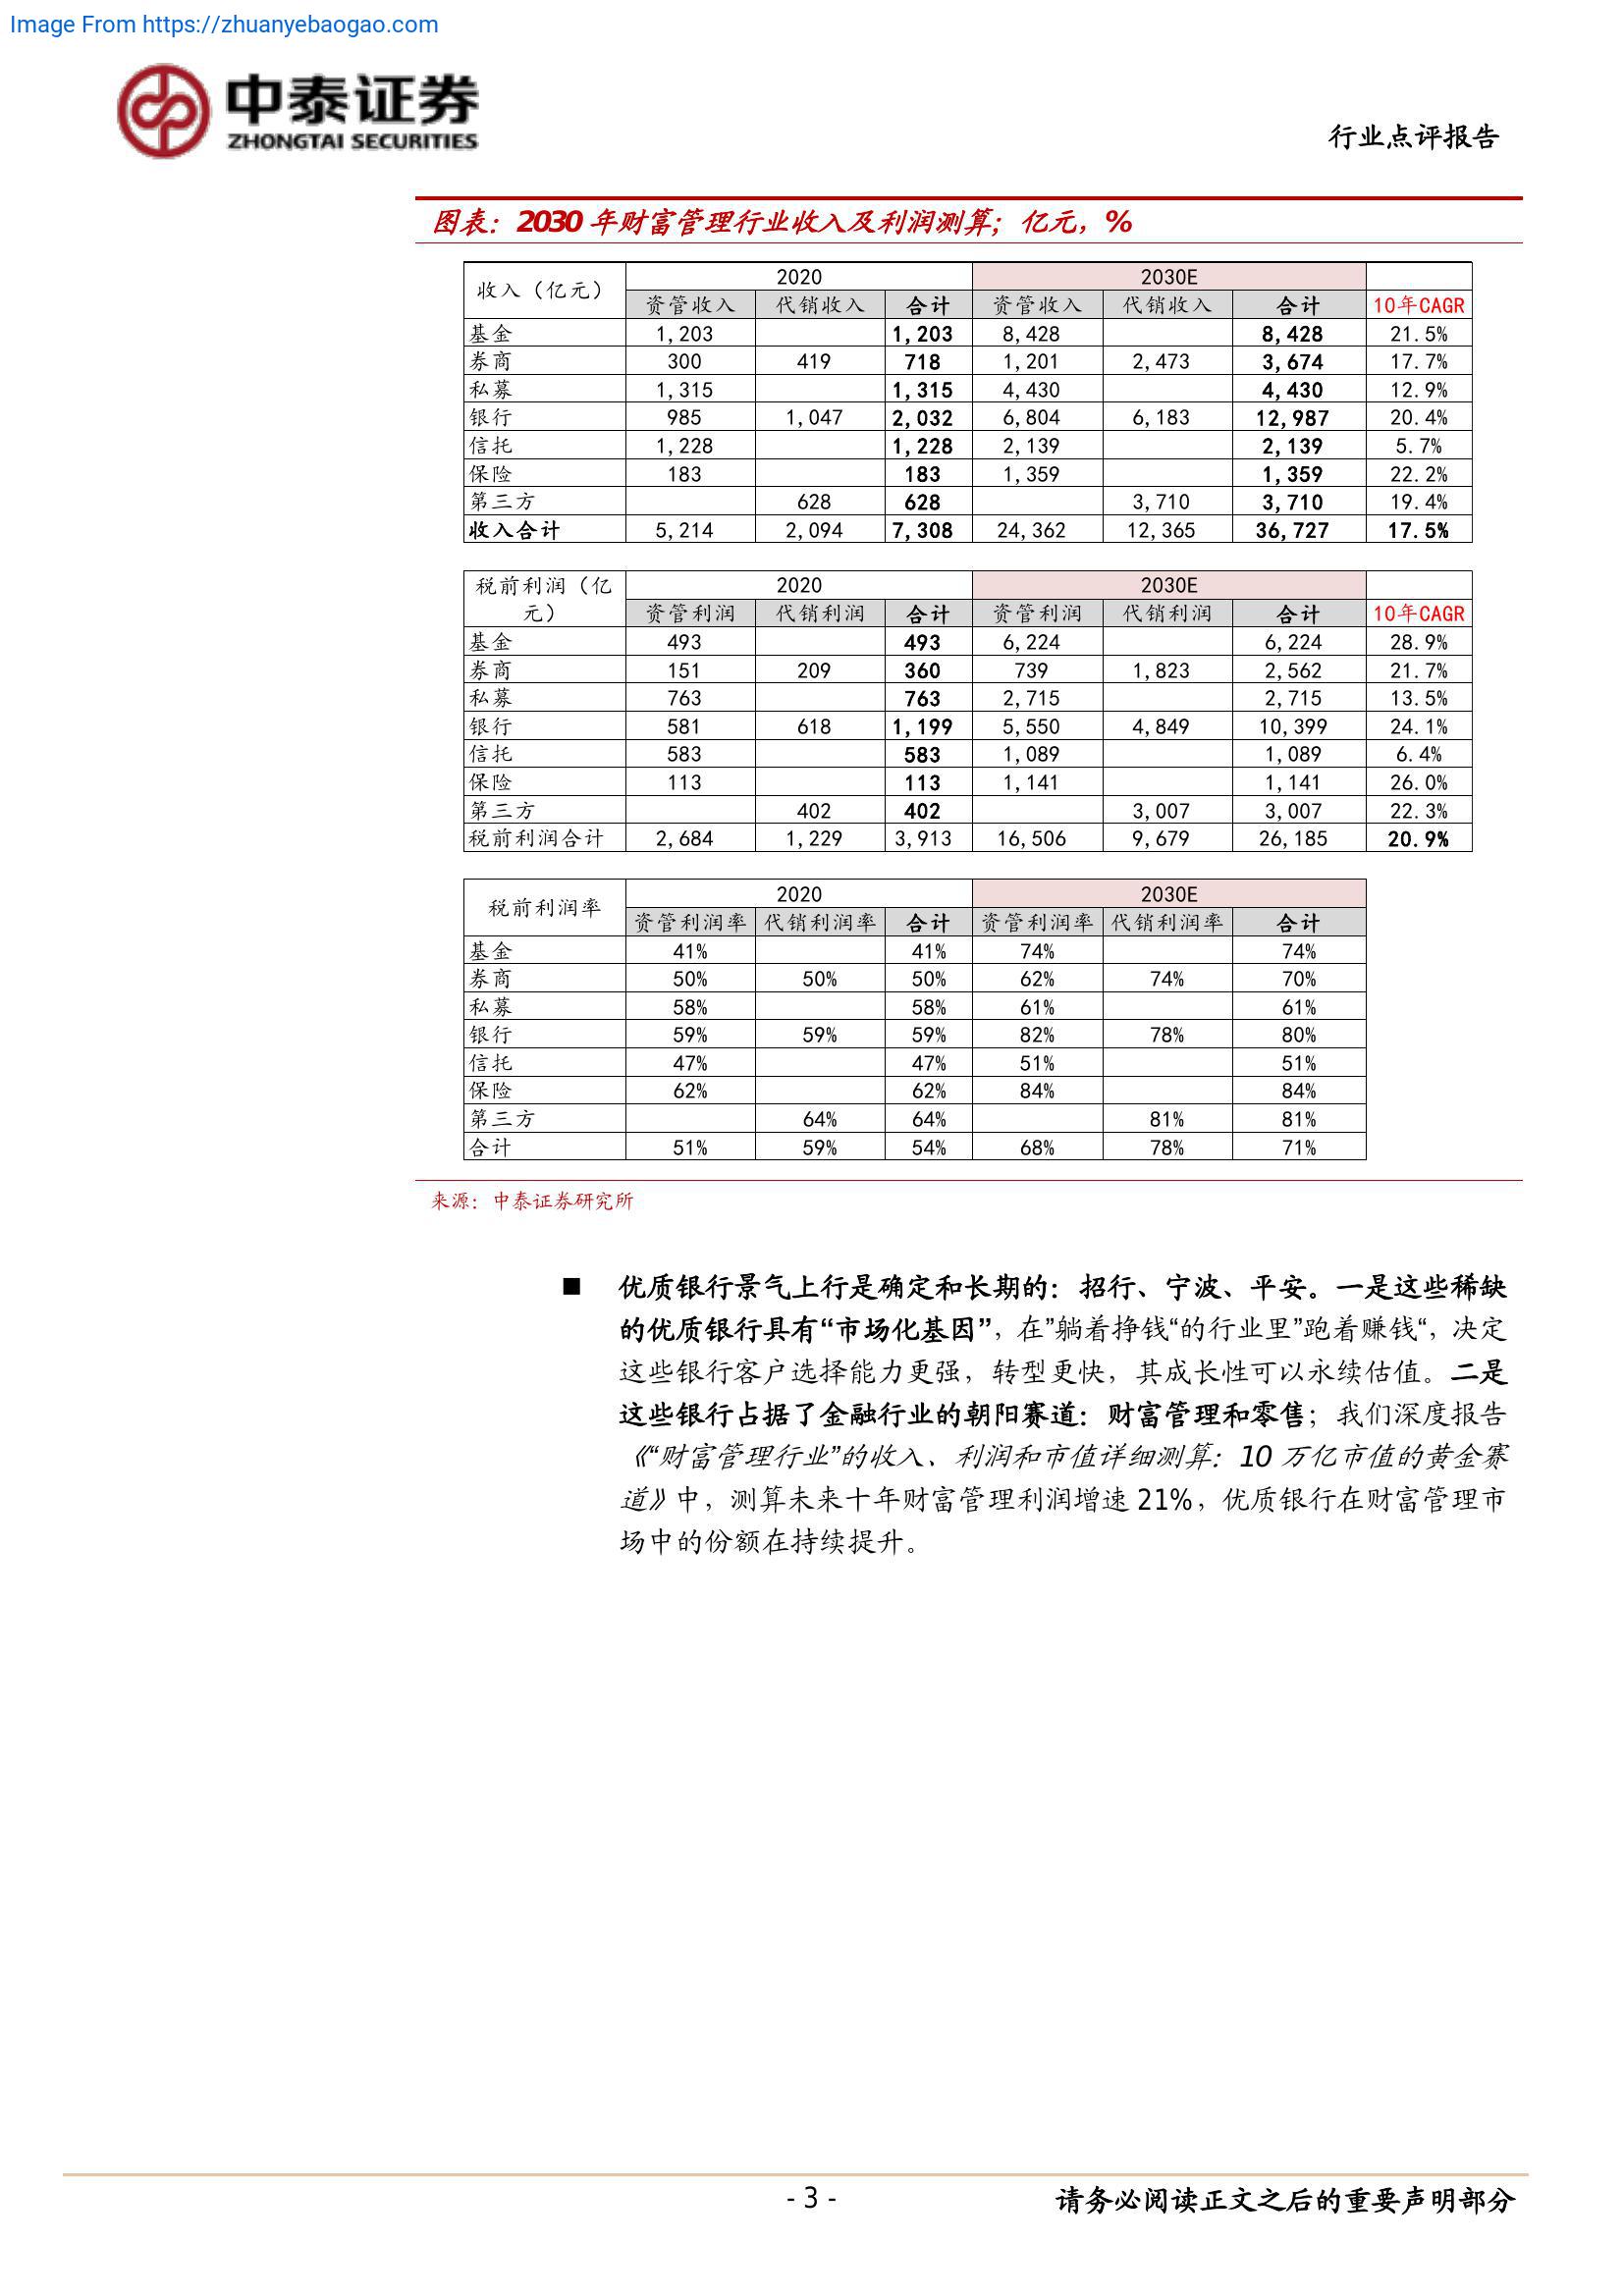 Image From https://zhuanyebaogao.com
中泰证券
ZHONGTAI SECURITIES
行业点评报告
图表：2030 年财富管理行业收入及利润测算；亿元，%
收入（亿元） 2020 2030E
资管收入 代销收入 合计 资管收入 代销收入 合计 10年CAGR
基金 1,203 1,203 8,428 8,428 21.5%
券商 300 419 718 1,201 2,473 3,674 17.7%
私募 1,315 1,315 4,430 4,430 12.9%
银行 985 1,047 2,032 6,804 6,183 12,987 20.4%
信托 1,228 1,228 2,139 2,139 5.7%
保险 183 183 1,359 1,359 22.2%
第三方 628 628 3,710 3,710 19.4%
收入合计 5,214 2,094 7,308 24,362 12,365 36,727 17.5%
税前利润（亿元） 2020 2030E
资管利润 代销利润 合计 资管利润 代销利润 合计 10年CAGR
基金 493 493 6,224 6,224 28.9%
券商 151 209 360 739 1,823 2,562 21.7%
私募 763 763 2,715 2,715 13.5%
银行 581 618 1,199 5,550 4,849 10,399 24.1%
信托 583 583 1,089 1,089 6.4%
保险 113 113 1,141 1,141 26.0%
第三方 402 402 3,007 3,007 22.3%
税前利润合计 2,684 1,229 3,913 16,506 9,679 26,185 20.9%
税前利润率 2020 2030E
资管利润率 代销利润率 合计 资管利润率 代销利润率 合计
基金 41% 41% 74% 74%
券商 50% 50% 50% 62% 74% 70%
私募 58% 58% 61% 61%
银行 59% 59% 59% 82% 78% 80%
信托 47% 47% 51% 51%
保险 62% 62% 84% 84%
第三方 64% 64% 81% 81%
合计 51% 59% 54% 68% 78% 71%
来源：中泰证券研究所
■ 优质银行景气上行是确定和长期的：招行、宁波、平安。一是这些稀缺
的优质银行具有“市场化基因”，在”躺着挣钱“的行业里”跑着赚钱“，决定
这些银行客户选择能力更强，转型更快，其成长性可以永续估值。二是
这些银行占据了金融行业的朝阳赛道：财富管理和零售；我们深度报告
《“财富管理行业”的收入、利润和市值详细测算：10 万亿市值的黄金赛
道》中，测算未来十年财富管理利润增速 21%，优质银行在财富管理市
场中的份额在持续提升。
- 3 -
请务必阅读正文之后的重要声明部分